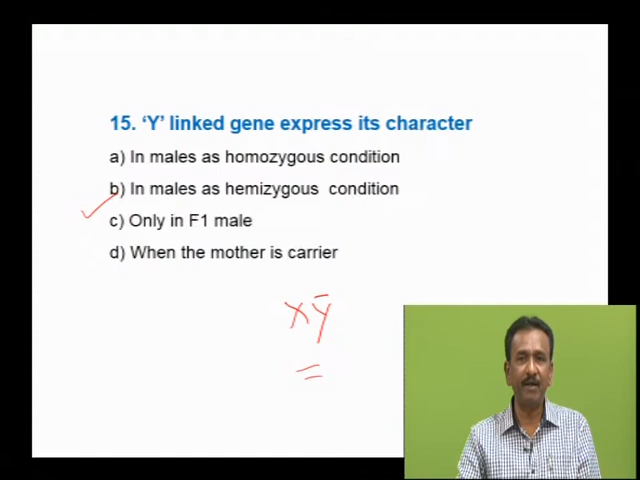 15. ‘Y’ linked gene express its character
a) In males as homozygous condition
b) In males as hemizygous condition
c) Only in F1 male
d) When the mother is carrier
XY